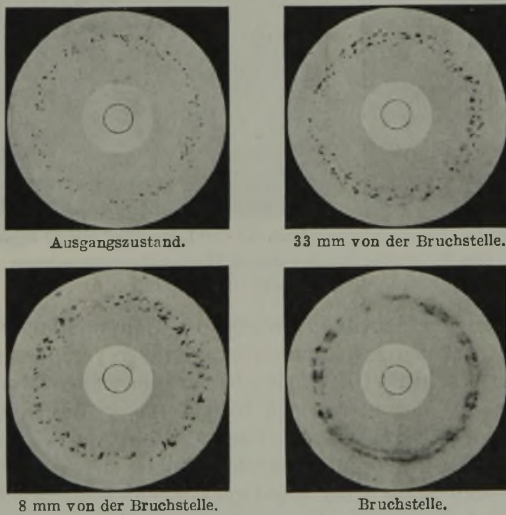 Ausgangszustand.
33 mm von der Bruchstelle.
8 mm von der Bruchstelle.
Bruchstelle.